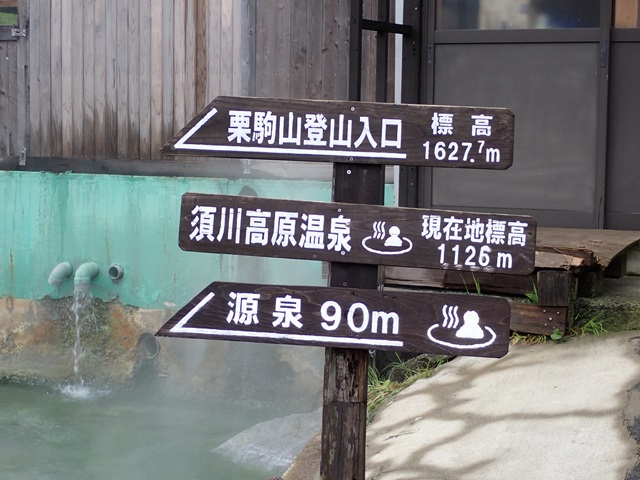 栗駒山登山入口 標高
1627.7m
須川高原温泉 現在地標高
1126m
源泉 90m